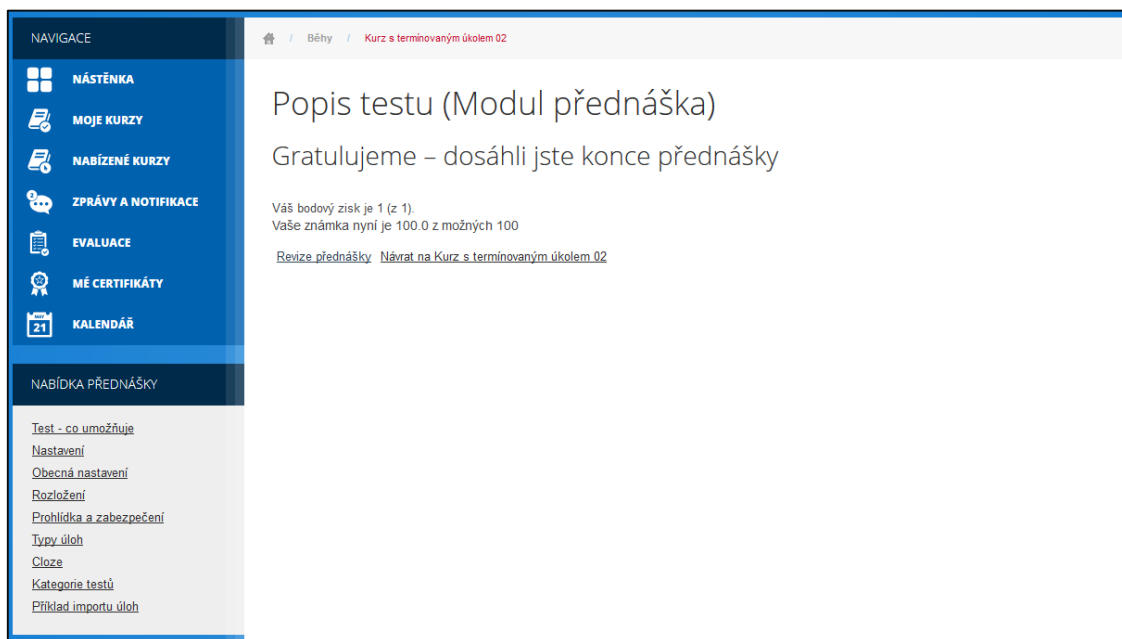 NAVIGACE
NÁSTĚNKA
MOJE KURZY
NABÍZENÉ KURZY
2
ZPRÁVY A NOTIFIKACE
EVALUACE
MÉ CERTIFIKÁTY
21
KALENDÁŘ
NABÍDKA PŘEDNÁŠKY
Test - co umožňuje
Nastavení
Obecná nastavení
Rozložení
Prohlídka a zabezpečení
Typy úloh
Cloze
Kategorie testů
Příklad importu úloh
/ Běhy / Kurz s termínovaným úkolem 02
Popis testu (Modul přednáška)
Gratulujeme – dosáhli jste konce přednášky
Váš bodový zisk je 1 (z 1).
Vaše známka nyní je 100.0 z možných 100
Revize přednášky Návrat na Kurz s termínovaným úkolem 02